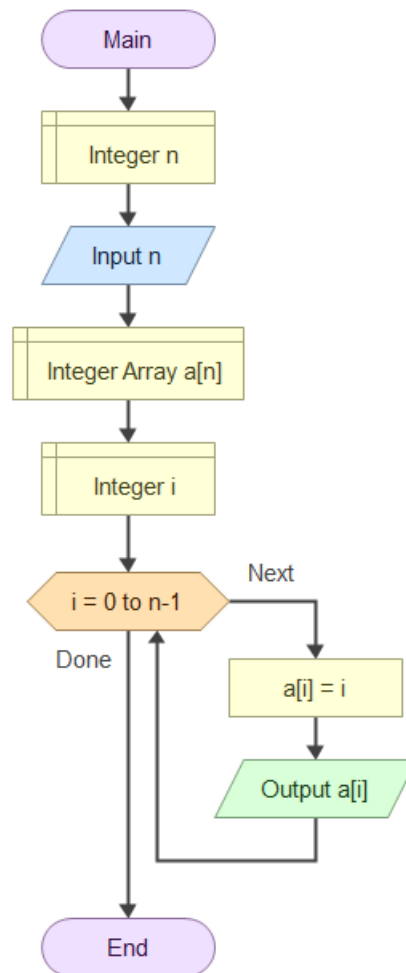 Main
Integer n
Input n
Integer Array a[n]
Integer i
i = 0 to n-1
Next
Done
a[i] = i
Output a[i]
End